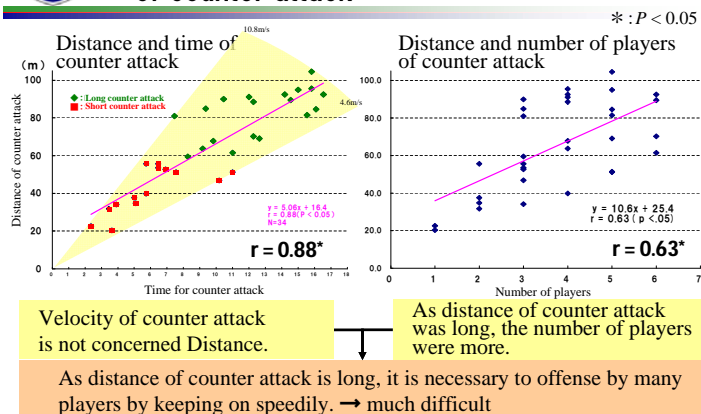 of counter attack
* : P < 0.05
Distance and time of
counter attack
Distance and number of players
of counter attack
(m)
10.8m/s
4.6m/s
◆ : Long counter attack
■ : Short counter attack
Distance of counter attack
100
80
60
40
20
0
0 1 2 3 4 5 6 7 8 9 10 11 12 13 14 15 16 17 18
Time for counter attack
y = 5.06x + 16.4
r = 0.88(P < 0.05)
N=34
r = 0.88*
100.0
80.0
60.0
40.0
20.0
0.0
0 1 2 3 4 5 6 7
Number of players
y = 10.6x + 25.4
r = 0.63 ( p <.05)
r = 0.63*
Velocity of counter attack
is not concerned Distance.
As distance of counter attack
was long, the number of players
were more.
As distance of counter attack is long, it is necessary to offense by many
players by keeping on speedily. → much difficult